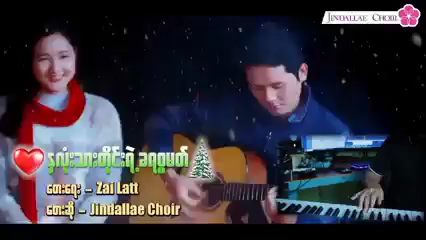 JINDALLAE CHOIR
နှလုံးသားတိုင်းရဲ့ ခရစ္စမတ်
တေးရေး – Zai Latt
တေးဆို – Jindallae Choir